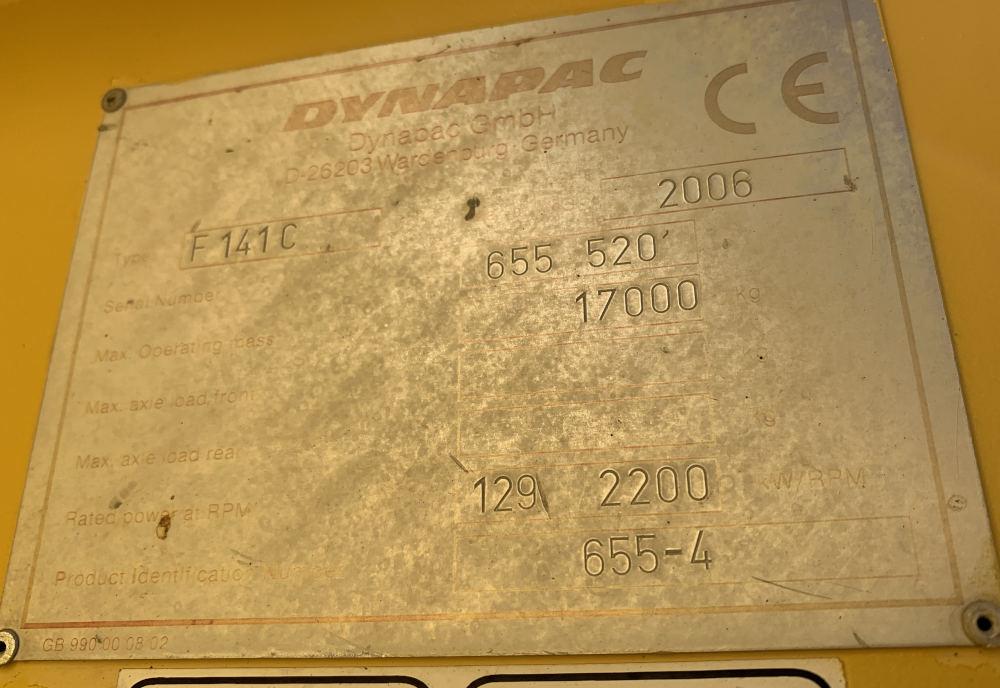 DYNAPAC
CE
Dynapac GmbH
D-26203 Wardenburg-Germany
2006
Type F 141 C
Serial Number 655 520
Max. Operating mass 17000 kg
Max. axle load, front
Max. axle load rear kg
Rated power at RPM 129 \ 2200 kW/RPM
Product Identification 655-4
GB 990 00 08 02